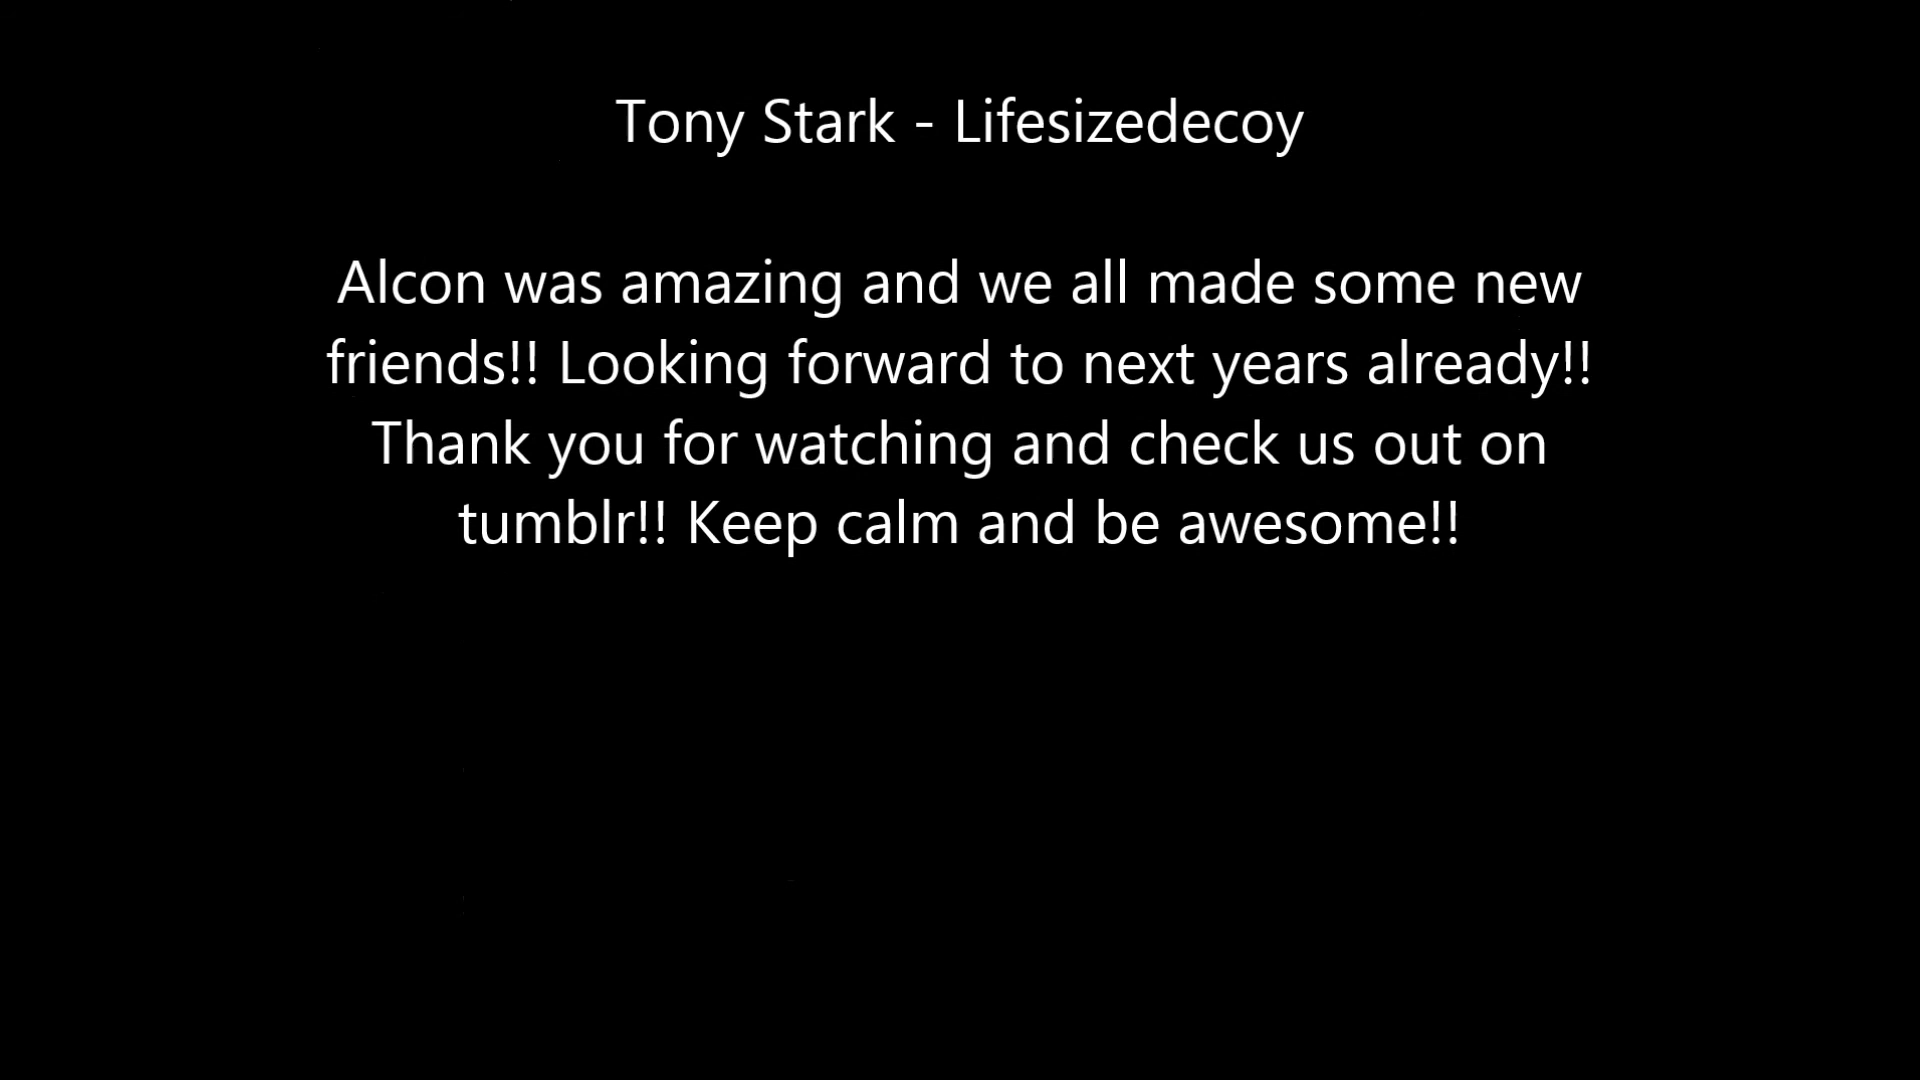 Tony Stark - Lifesizedecoy
Alcon was amazing and we all made some new
friends!! Looking forward to next years already!!
Thank you for watching and check us out on
tumblr!! Keep calm and be awesome!!